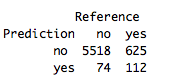 Reference
Prediction no yes
no 5518 625
yes 74 112